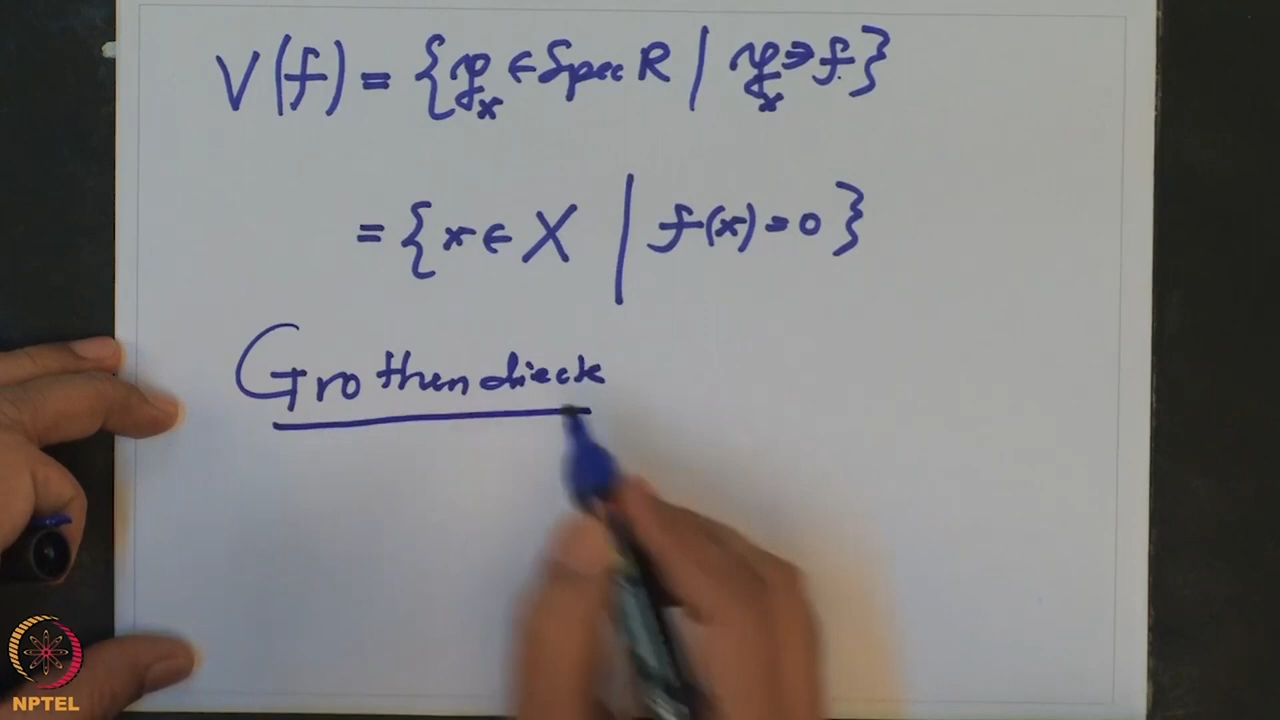 V(f) = {𝔭ₓ ∈ Spec R | 𝔭ₓ ∋ f}
= {x ∈ X | f(x) = 0}
Grothendieck
NPTEL